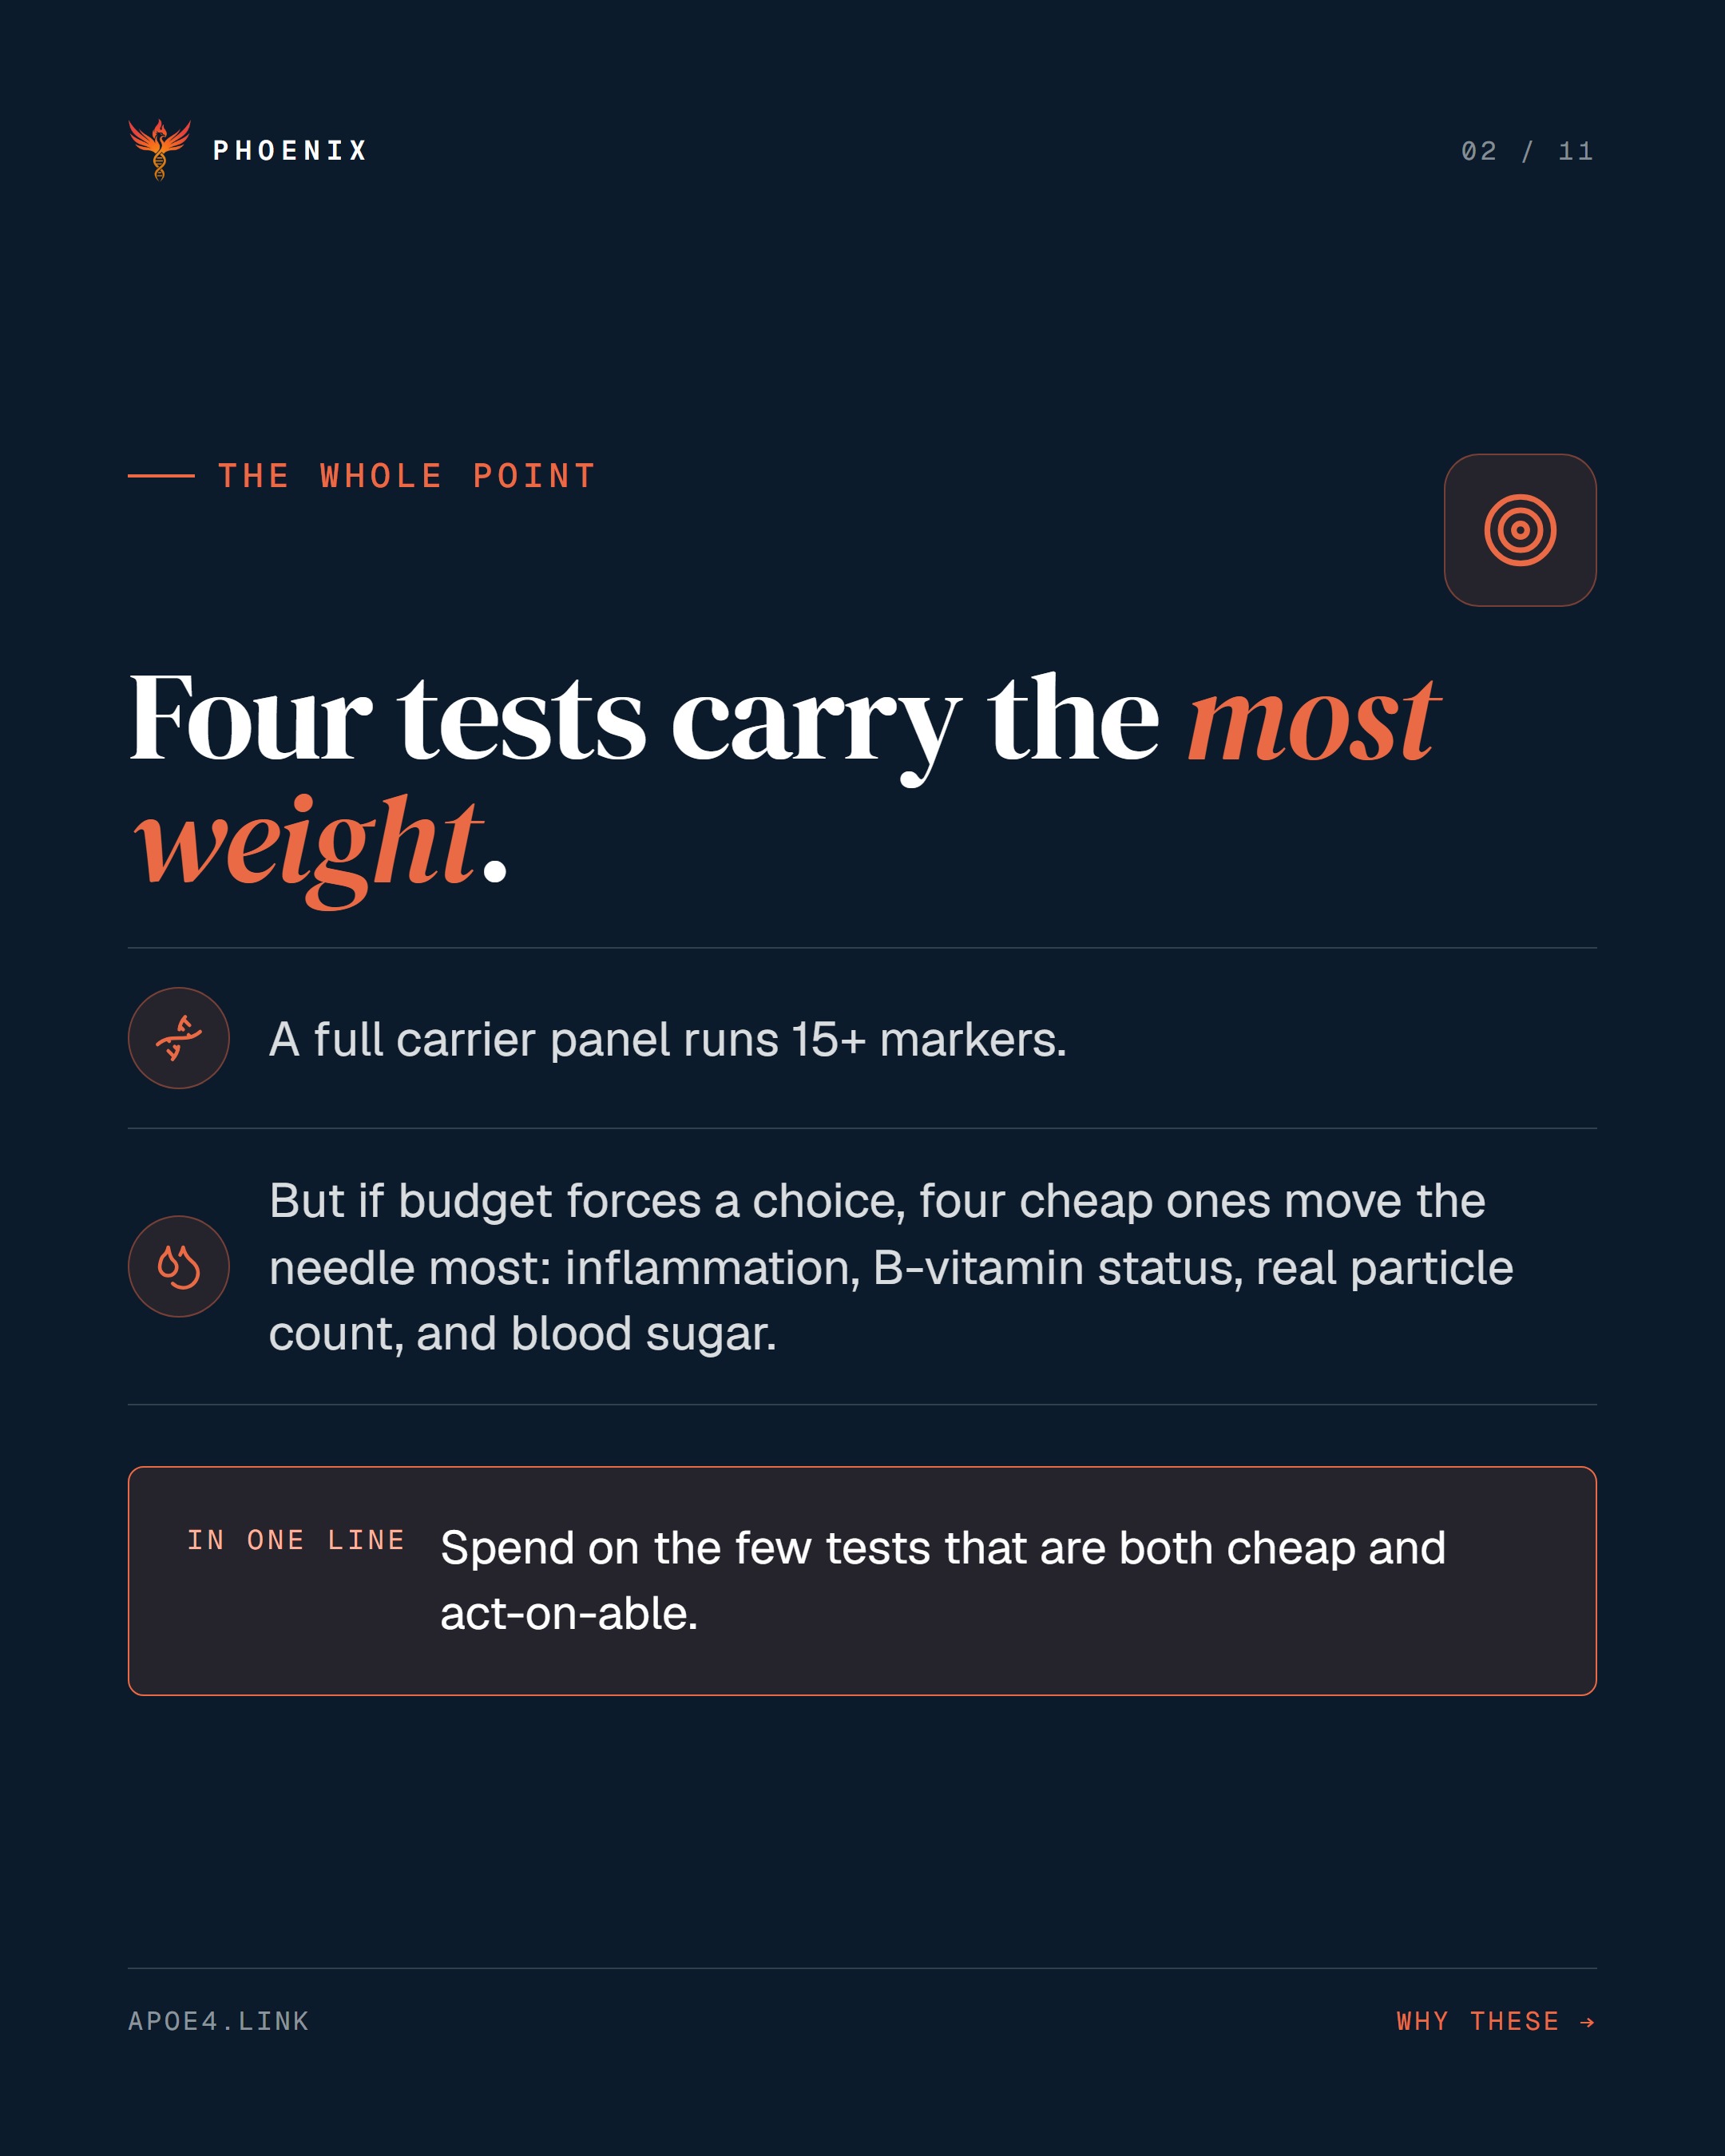 PHOENIX
02 / 11
THE WHOLE POINT
Four tests carry the most
weight.
A full carrier panel runs 15+ markers.
But if budget forces a choice, four cheap ones move the
needle most: inflammation, B-vitamin status, real particle
count, and blood sugar.
IN ONE LINE
Spend on the few tests that are both cheap and
act-on-able.
APOE4.LINK
WHY THESE →